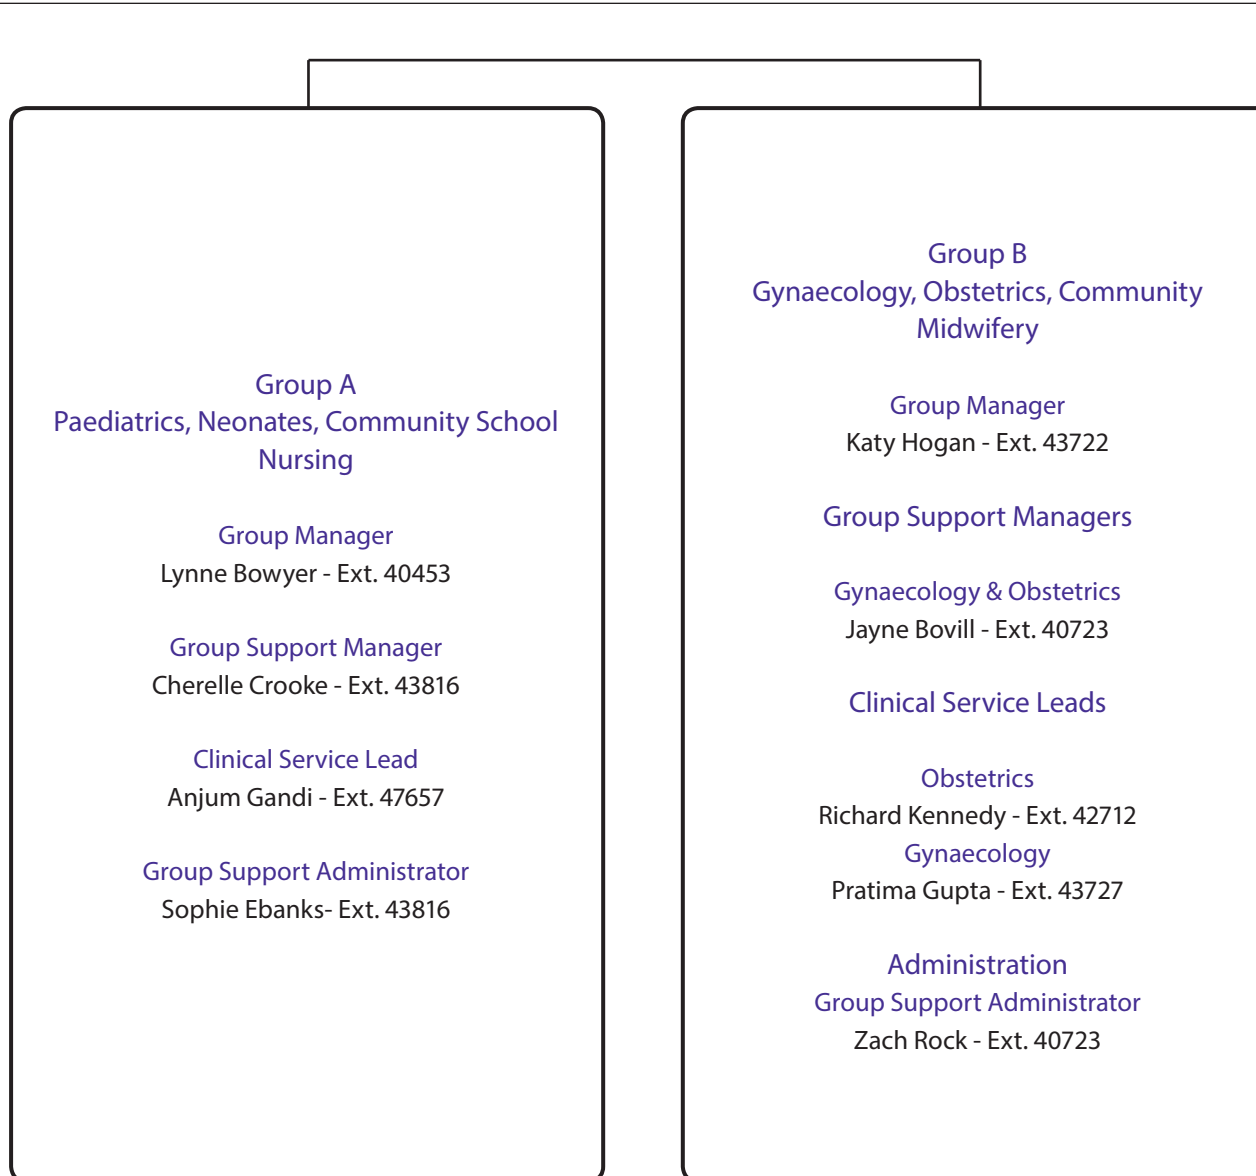 Group A
Paediatrics, Neonates, Community School
Nursing
Group Manager
Lynne Bowyer - Ext. 40453
Group Support Manager
Cherelle Crooke - Ext. 43816
Clinical Service Lead
Anjum Gandi - Ext. 47657
Group Support Administrator
Sophie Ebanks- Ext. 43816
Group B
Gynaecology, Obstetrics, Community
Midwifery
Group Manager
Katy Hogan - Ext. 43722
Group Support Managers
Gynaecology & Obstetrics
Jayne Bovill - Ext. 40723
Clinical Service Leads
Obstetrics
Richard Kennedy - Ext. 42712
Gynaecology
Pratima Gupta - Ext. 43727
Administration
Group Support Administrator
Zach Rock - Ext. 40723